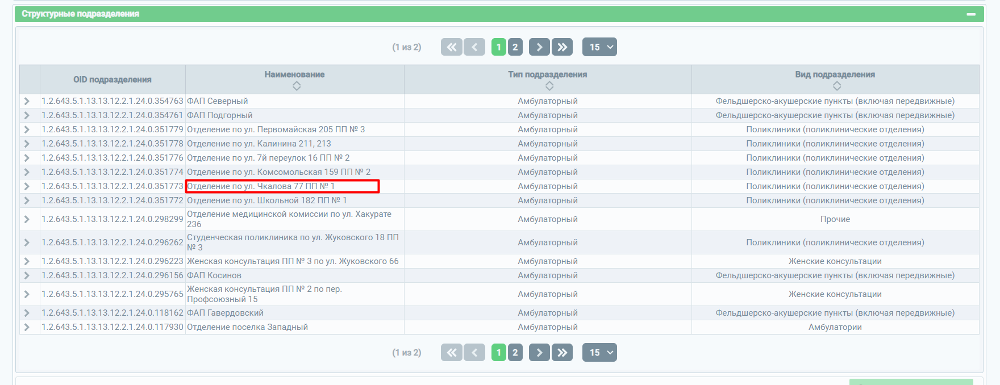 Структурные подразделения
(1 из 2) 1 2 15
OID подразделения Наименование Тип подразделения Вид подразделения
1.2.643.5.1.13.13.12.2.1.24.0.354763 ФАП Северный Амбулаторный Фельдшерско-акушерские пункты (включая передвижные)
1.2.643.5.1.13.13.12.2.1.24.0.354761 ФАП Подгорный Амбулаторный Фельдшерско-акушерские пункты (включая передвижные)
1.2.643.5.1.13.13.12.2.1.24.0.351779 Отделение по ул. Первомайская 205 ПП № 3 Амбулаторный Поликлиники (поликлинические отделения)
1.2.643.5.1.13.13.12.2.1.24.0.351778 Отделение по ул. Калинина 211, 213 Амбулаторный Поликлиники (поликлинические отделения)
1.2.643.5.1.13.13.12.2.1.24.0.351776 Отделение по ул. 7й переулок 16 ПП № 2 Амбулаторный Поликлиники (поликлинические отделения)
1.2.643.5.1.13.13.12.2.1.24.0.351774 Отделение по ул. Комсомольская 159 ПП № 2 Амбулаторный Поликлиники (поликлинические отделения)
1.2.643.5.1.13.13.12.2.1.24.0.351773 Отделение по ул. Чкалова 77 ПП № 1 Амбулаторный Поликлиники (поликлинические отделения)
1.2.643.5.1.13.13.12.2.1.24.0.351772 Отделение по ул. Школьной 182 ПП № 1 Амбулаторный Поликлиники (поликлинические отделения)
1.2.643.5.1.13.13.12.2.1.24.0.298299 Отделение медицинской комиссии по ул. Хакурате
236 Амбулаторный Прочие
1.2.643.5.1.13.13.12.2.1.24.0.296262 Студенческая поликлиника по ул. Жуковского 18 ПП
№ 3 Амбулаторный Поликлиники (поликлинические отделения)
1.2.643.5.1.13.13.12.2.1.24.0.296223 Женская консультация ПП № 3 по ул. Жуковского 66 Амбулаторный Женские консультации
1.2.643.5.1.13.13.12.2.1.24.0.296156 ФАП Косинов Амбулаторный Фельдшерско-акушерские пункты (включая передвижные)
1.2.643.5.1.13.13.12.2.1.24.0.295765 Женская консультация ПП № 2 по пер.
Профсоюзный 15 Амбулаторный Женские консультации
1.2.643.5.1.13.13.12.2.1.24.0.118162 ФАП Гавердовский Амбулаторный Фельдшерско-акушерские пункты (включая передвижные)
1.2.643.5.1.13.13.12.2.1.24.0.117930 Отделение поселка Западный Амбулаторный Амбулатории
(1 из 2) 1 2 15